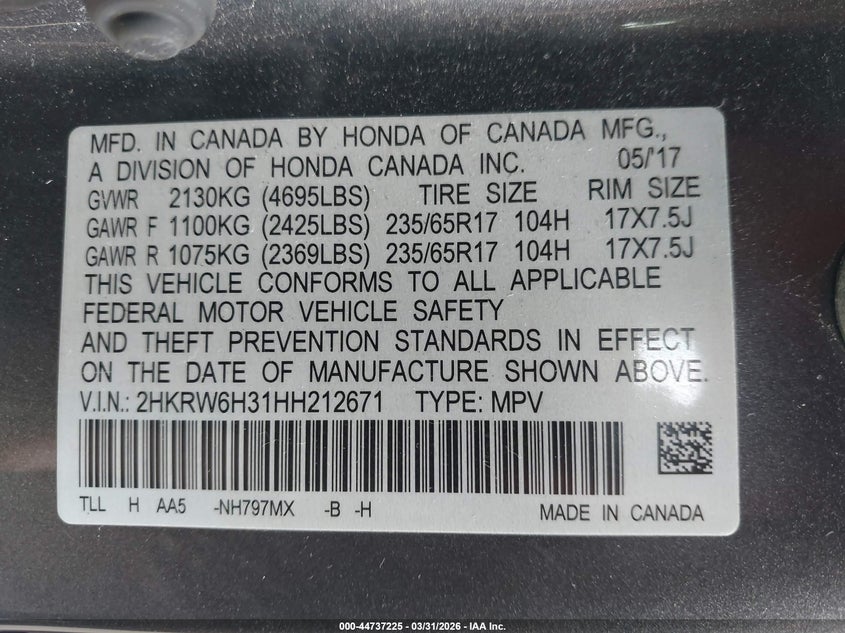 MFD. IN CANADA BY HONDA OF CANADA MFG.,
A DIVISION OF HONDA CANADA INC. 05/'17
GVWR 2130KG (4695LBS) TIRE SIZE RIM SIZE
GAWR F 1100KG (2425LBS) 235/65R17 104H 17X7.5J
GAWR R 1075KG (2369LBS) 235/65R17 104H 17X7.5J
THIS VEHICLE CONFORMS TO ALL APPLICABLE
FEDERAL MOTOR VEHICLE SAFETY
AND THEFT PREVENTION STANDARDS IN EFFECT
ON THE DATE OF MANUFACTURE SHOWN ABOVE.
V.I.N.: 2HKRW6H31HH212671 TYPE: MPV
TLL H AA5 -NH797MX -B -H MADE IN CANADA
000-44737225 - 03/31/2026 - IAA Inc.